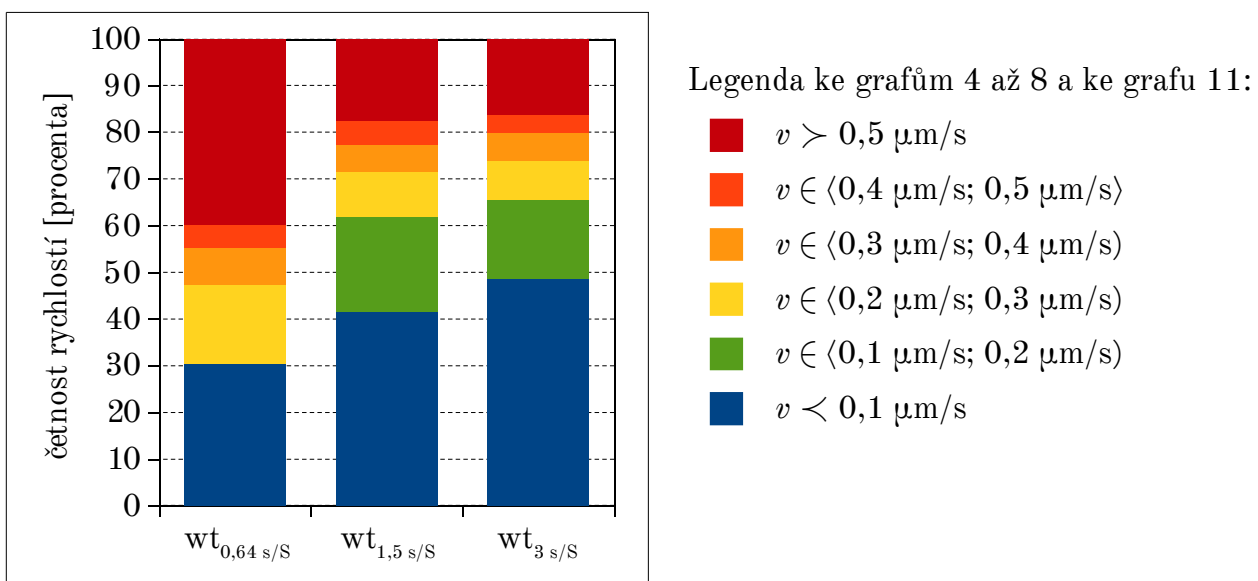 četnost rychlostí [procenta]
100
90
80
70
60
50
40
30
20
10
0
wt0,64 s/S
wt1,5 s/S
wt3 s/S
Legenda ke grafům 4 až 8 a ke grafu 11:
v ≻ 0,5 μm/s
v ∈ ⟨0,4 μm/s; 0,5 μm/s⟩
v ∈ ⟨0,3 μm/s; 0,4 μm/s)
v ∈ ⟨0,2 μm/s; 0,3 μm/s)
v ∈ ⟨0,1 μm/s; 0,2 μm/s)
v ≺ 0,1 μm/s